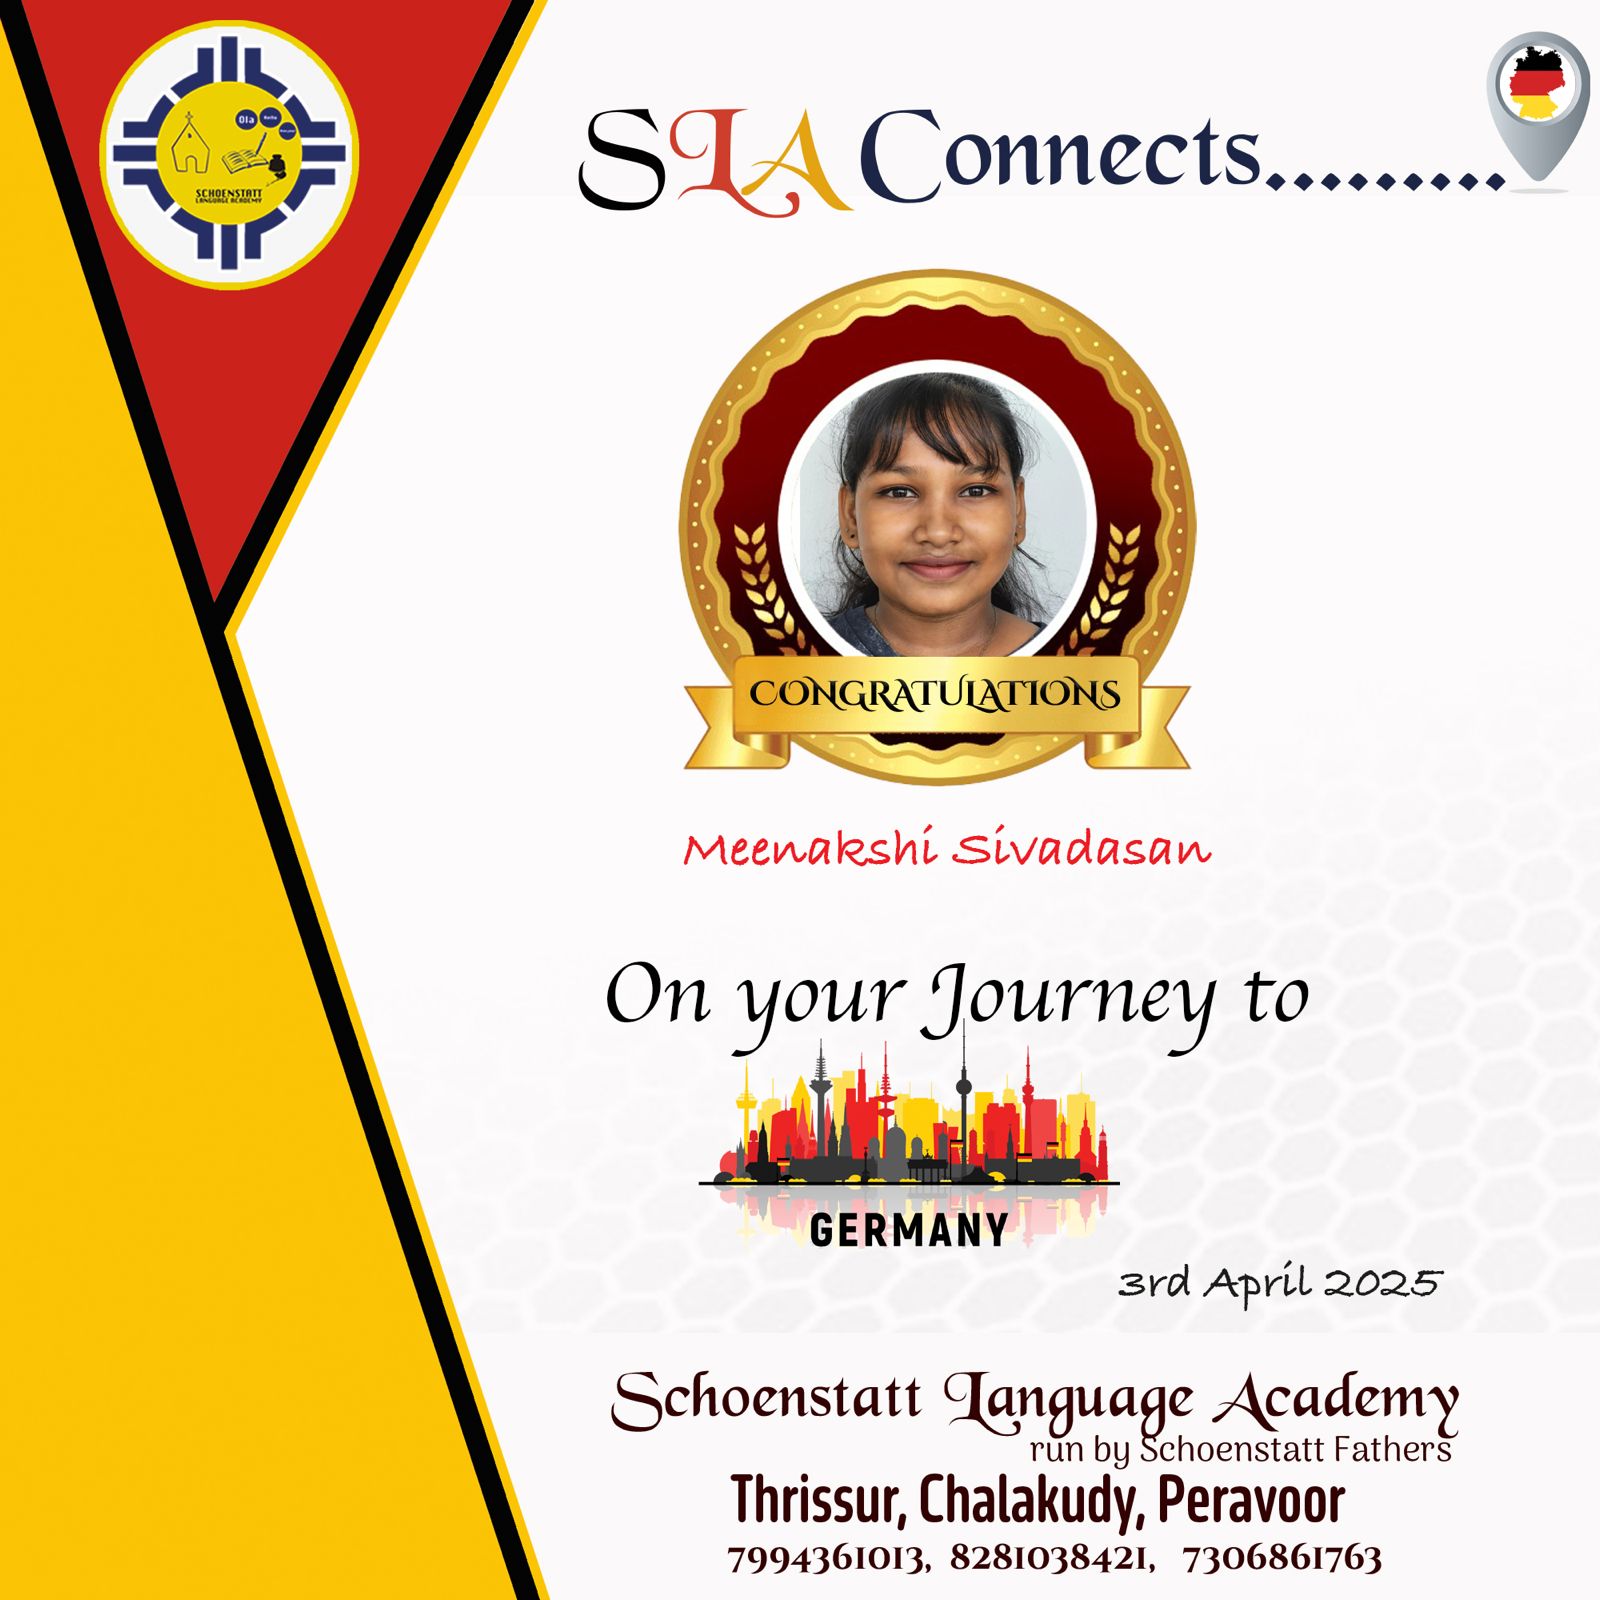 SCHOENSTATT
LANGUAGE ACADEMY
Ola
SLA Connects.........
CONGRATULATIONS
Meenakshi Sivadasan
On your Journey to
GERMANY
3rd April 2025
Schoenstatt Language Academy
run by Schoenstatt Fathers
Thrissur, Chalakudy, Peravoor
7994361013, 8281038421, 7306861763